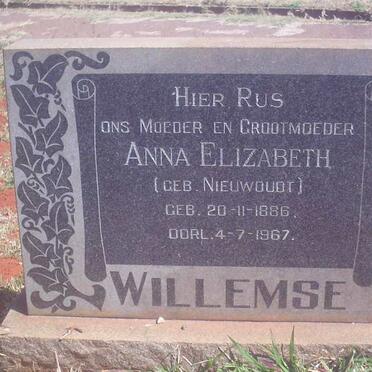 HIER RUS
ONS MOEDER EN GROOTMOEDER
ANNA ELIZABETH
(GEB. NIEUWOUDT)
GEB. 20-11-1886.
OORL. 4-7-1967.
WILLEMSE